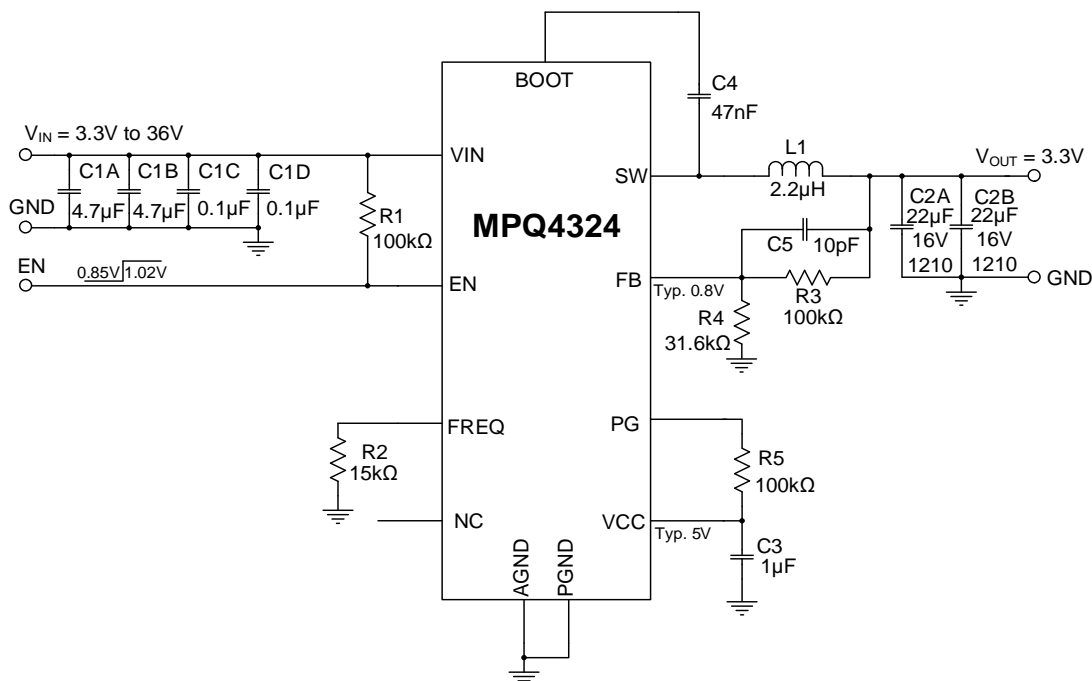 BOOT
C4
47nF
V_IN = 3.3V to 36V
C1A C1B C1C C1D
4.7µF 4.7µF 0.1µF 0.1µF
VIN
GND
R1
100kΩ
EN
0.85V 1.02V
EN
MPQ4324
SW
L1
2.2µH
V_OUT = 3.3V
C2A
22µF
16V
1210
C2B
22µF
16V
1210
GND
C5
10pF
FB
Typ. 0.8V
R3
100kΩ
R4
31.6kΩ
FREQ
R2
15kΩ
NC
PG
R5
100kΩ
VCC
Typ. 5V
C3
1µF
AGND
PGND